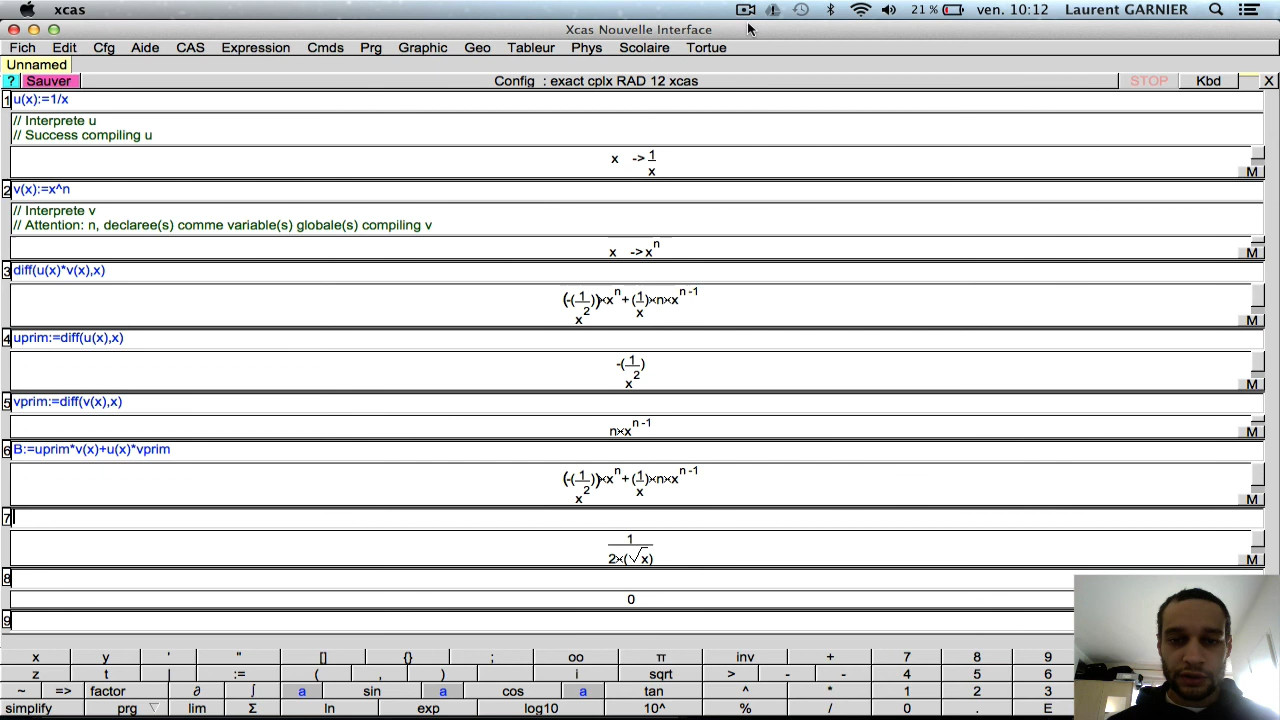 xcas 21 % ven. 10:12 Laurent GARNIER
Xcas Nouvelle Interface
Fich Edit Cfg Aide CAS Expression Cmds Prg Graphic Geo Tableur Phys Scolaire Tortue
Unnamed
? Sauver Config : exact cplx RAD 12 xcas STOP Kbd X
1 u(x):=1/x
// Interprete u
// Success compiling u
x -> 1/x
M
2 v(x):=x^n
// Interprete v
// Attention: n, declaree(s) comme variable(s) globale(s) compiling v
x -> x^n
M
3 diff(u(x)*v(x),x)
(-(1/x^2))×x^n+(1/x)×n×x^(n-1)
M
4 uprim:=diff(u(x),x)
-(1/x^2)
M
5 vprim:=diff(v(x),x)
n×x^(n-1)
M
6 B:=uprim*v(x)+u(x)*vprim
(-(1/x^2))×x^n+(1/x)×n×x^(n-1)
M
7
1/(2×(√x))
M
8
0
9
x y ' " [] {} ; oo π inv + 7 8 9
z t | := ( , ) i sqrt > - - 4 5 6
~ => factor ∂ ∫ a sin a cos a tan ^ * 1 2 3
simplify prg lim Σ ln exp log10 10^ % / 0 . E